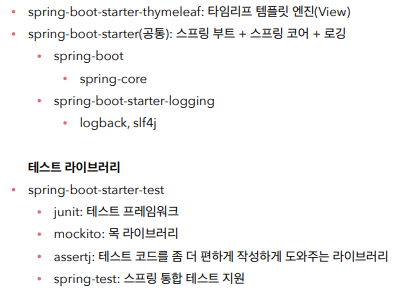 spring-boot-starter-thymeleaf: 타임리프 템플릿 엔진(View)
spring-boot-starter(공통): 스프링 부트 + 스프링 코어 + 로깅
spring-boot
spring-core
spring-boot-starter-logging
logback, slf4j
테스트 라이브러리
spring-boot-starter-test
junit: 테스트 프레임워크
mockito: 목 라이브러리
assertj: 테스트 코드를 좀 더 편하게 작성하게 도와주는 라이브러리
spring-test: 스프링 통합 테스트 지원